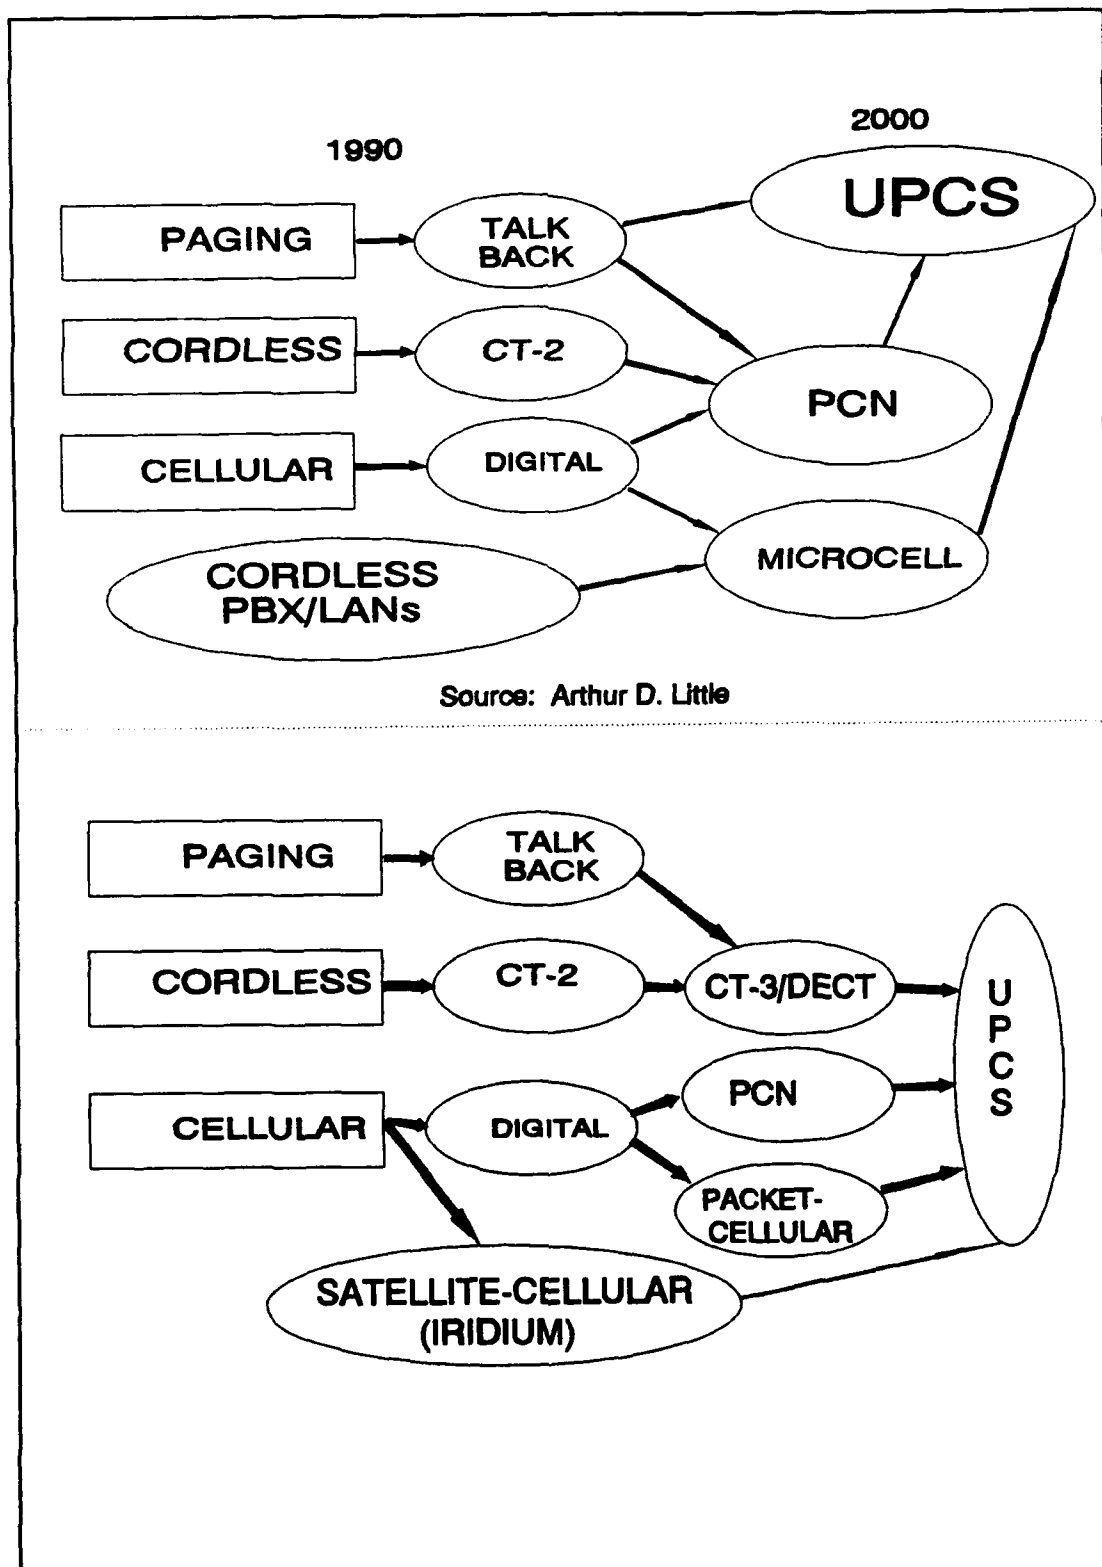 1990
2000
PAGING
TALK
BACK
UPCS
CORDLESS
CT-2
PCN
CELLULAR
DIGITAL
MICROCELL
CORDLESS
PBX/LANs
Source: Arthur D. Little
PAGING
TALK
BACK
CORDLESS
CT-2
CT-3/DECT
U
P
C
S
CELLULAR
DIGITAL
PCN
PACKET-
CELLULAR
SATELLITE-CELLULAR
(IRIDIUM)